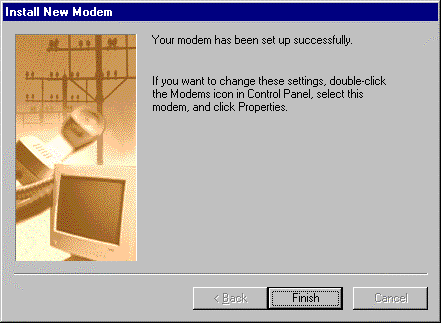 Install New Modem
Your modem has been set up successfully.
If you want to change these settings, double-click
the Modems icon in Control Panel, select this
modem, and click Properties.
< Back
Finish
Cancel